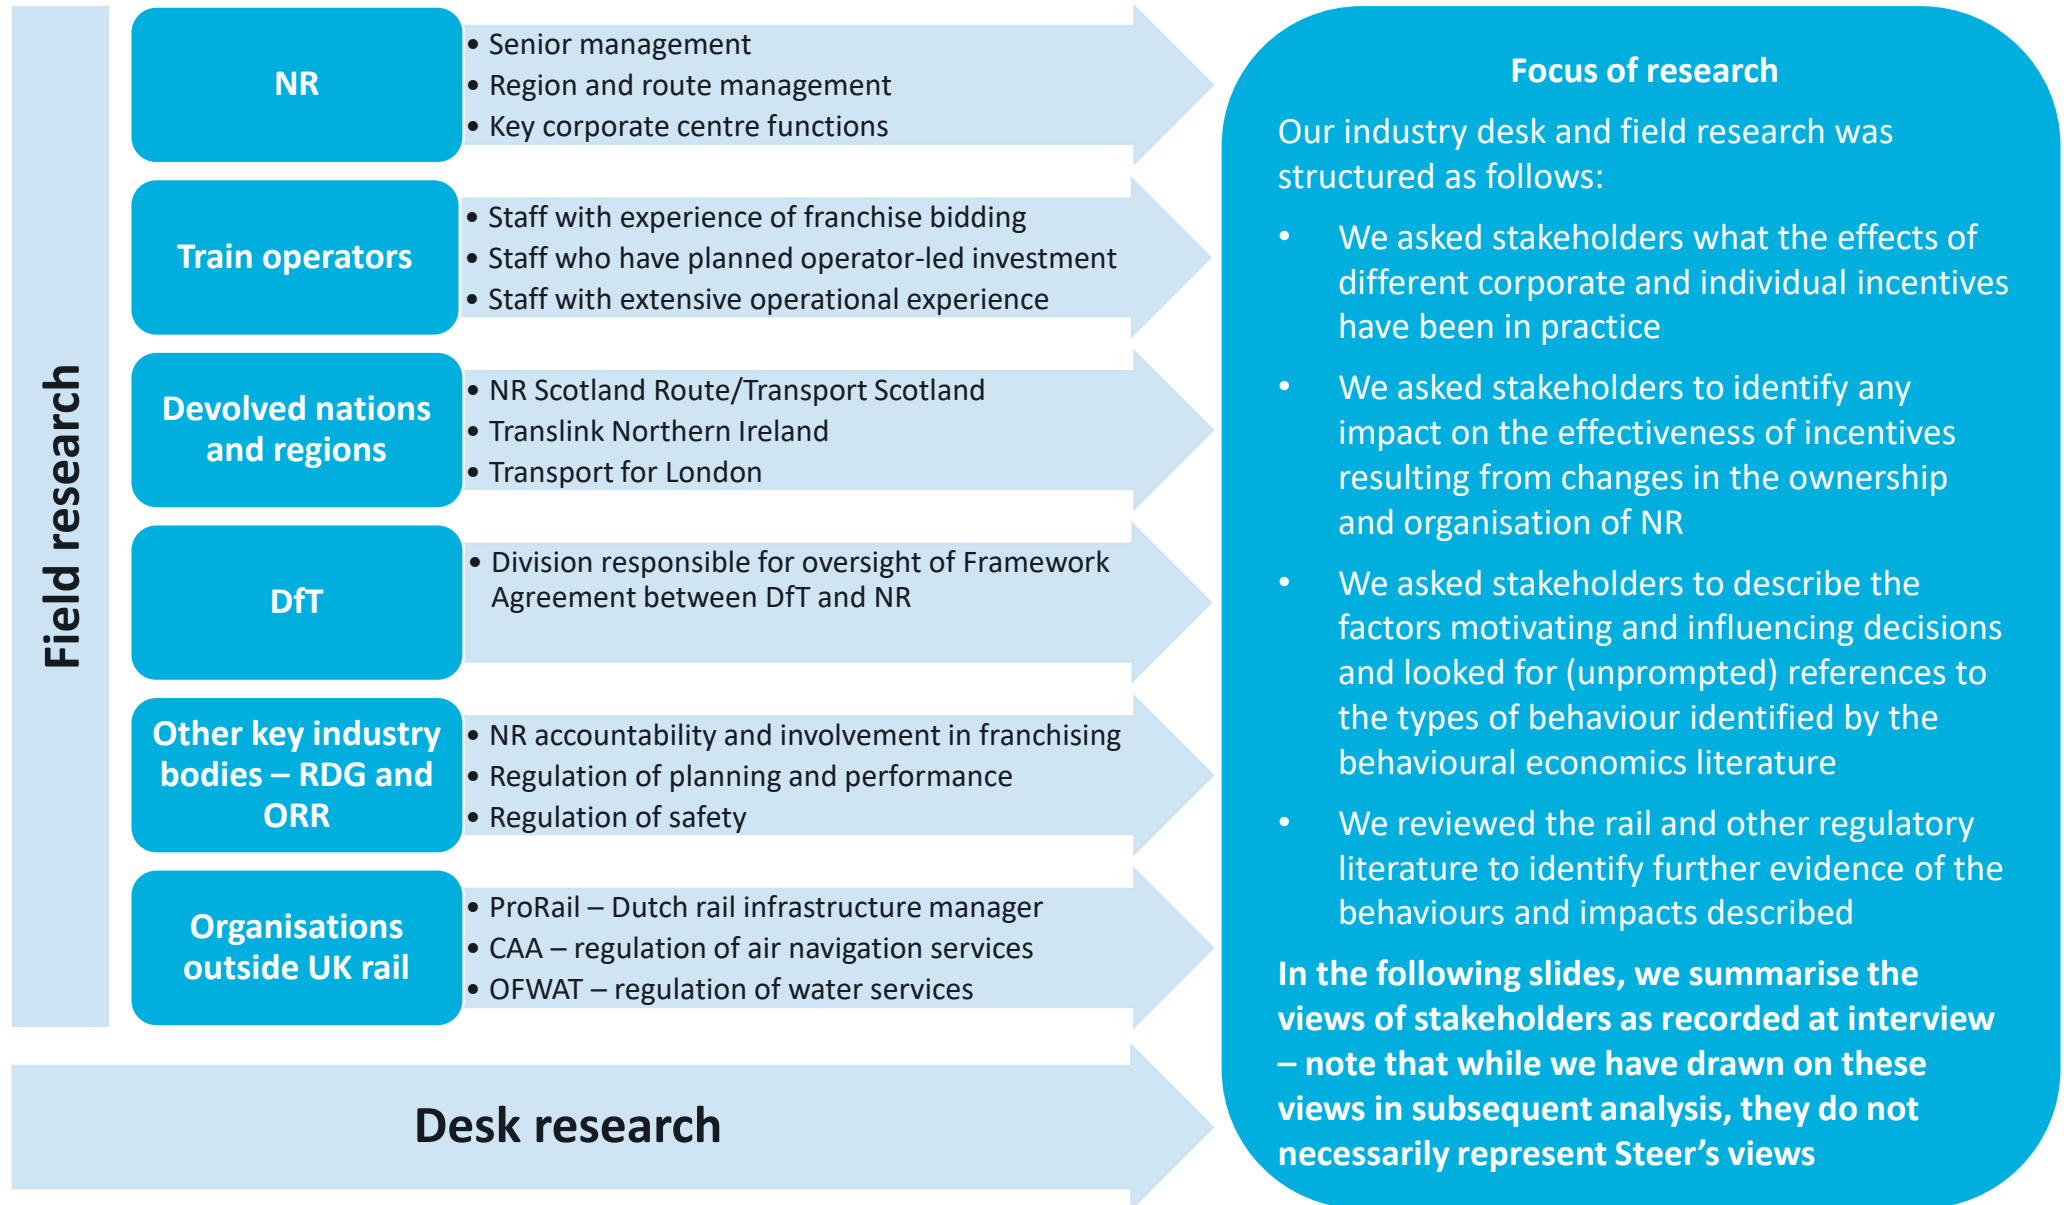 Field research
NR
• Senior management
• Region and route management
• Key corporate centre functions
Train operators
• Staff with experience of franchise bidding
• Staff who have planned operator-led investment
• Staff with extensive operational experience
Devolved nations
and regions
• NR Scotland Route/Transport Scotland
• Translink Northern Ireland
• Transport for London
DfT
• Division responsible for oversight of Framework
Agreement between DfT and NR
Other key industry
bodies – RDG and
ORR
• NR accountability and involvement in franchising
• Regulation of planning and performance
• Regulation of safety
Organisations
outside UK rail
• ProRail – Dutch rail infrastructure manager
• CAA – regulation of air navigation services
• OFWAT – regulation of water services
Desk research
Focus of research
Our industry desk and field research was
structured as follows:
• We asked stakeholders what the effects of
different corporate and individual incentives
have been in practice
• We asked stakeholders to identify any
impact on the effectiveness of incentives
resulting from changes in the ownership
and organisation of NR
• We asked stakeholders to describe the
factors motivating and influencing decisions
and looked for (unprompted) references to
the types of behaviour identified by the
behavioural economics literature
• We reviewed the rail and other regulatory
literature to identify further evidence of the
behaviours and impacts described
In the following slides, we summarise the
views of stakeholders as recorded at interview
– note that while we have drawn on these
views in subsequent analysis, they do not
necessarily represent Steer’s views